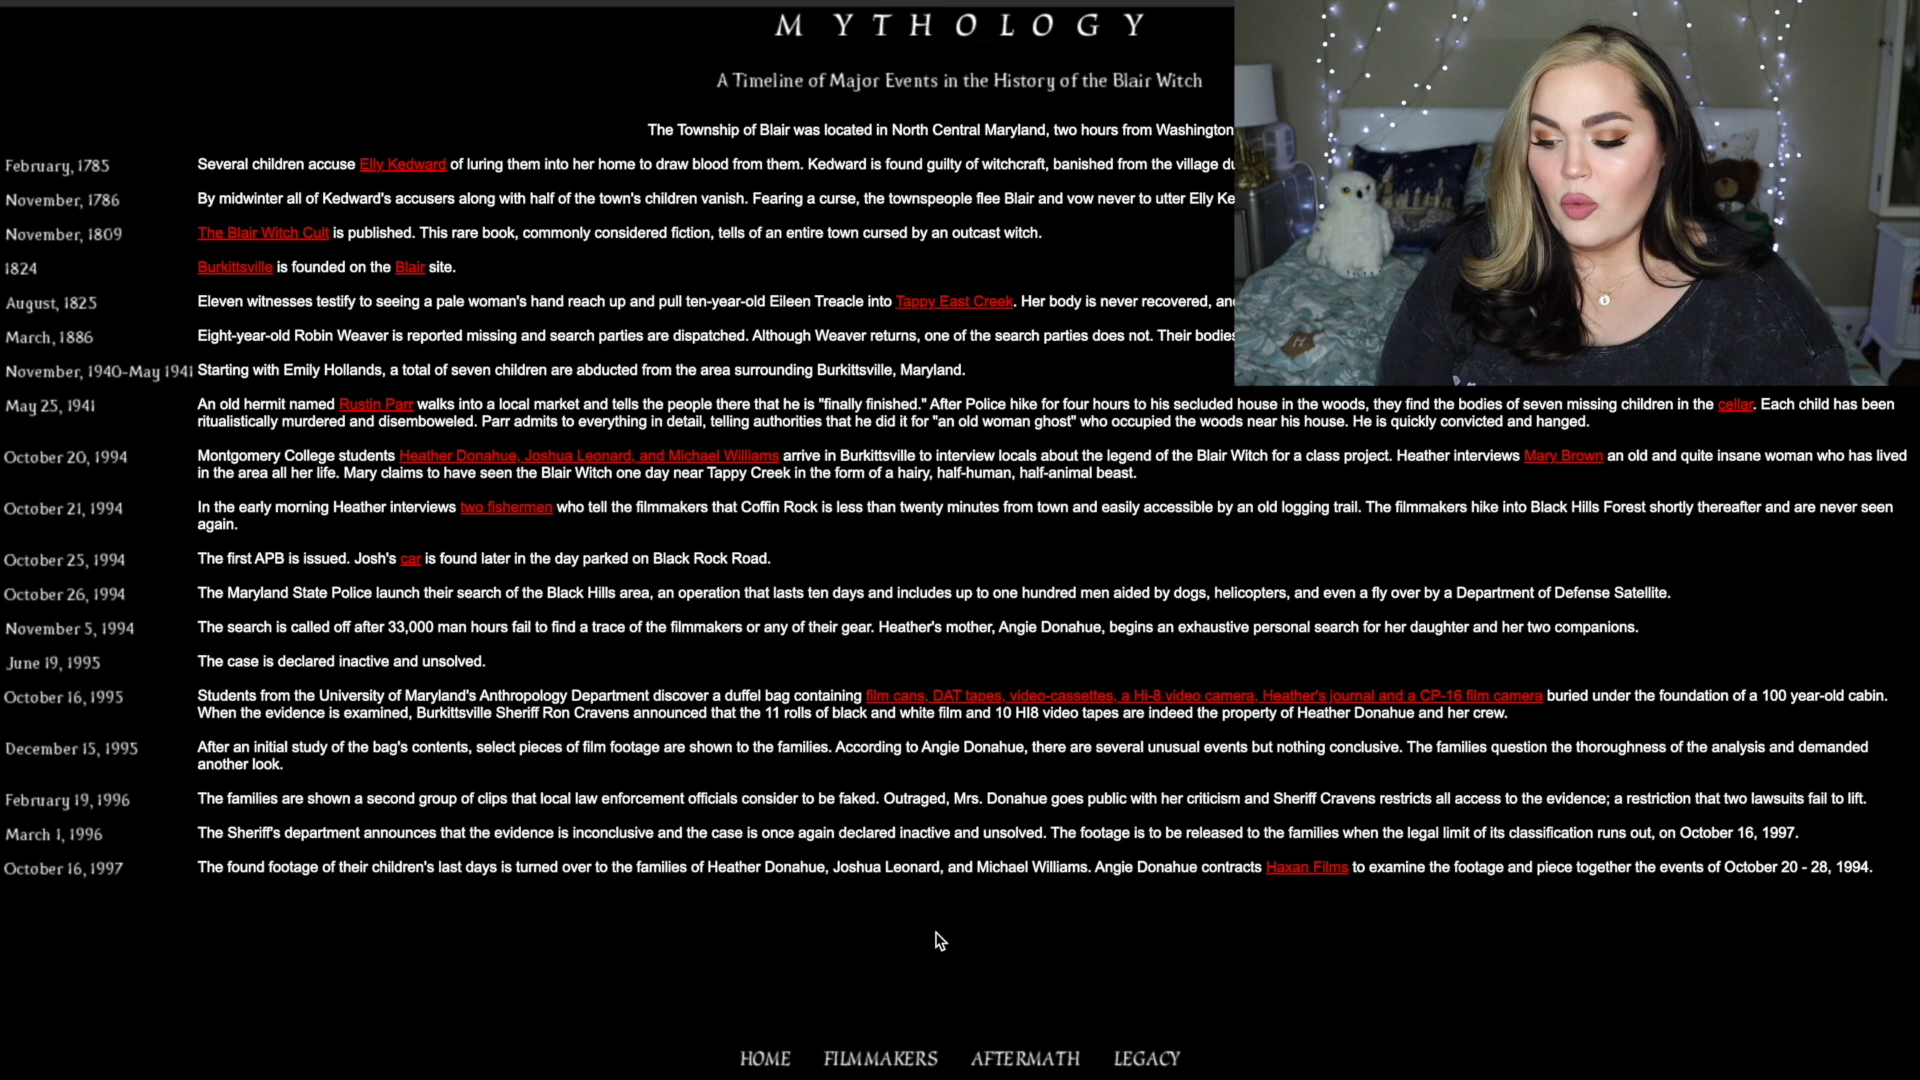 MYTHOLOGY
A Timeline of Major Events in the History of the Blair Witch
The Township of Blair was located in North Central Maryland, two hours from Washington
February, 1785 Several children accuse Elly Kedward of luring them into her home to draw blood from them. Kedward is found guilty of witchcraft, banished from the village du
November, 1786 By midwinter all of Kedward's accusers along with half of the town's children vanish. Fearing a curse, the townspeople flee Blair and vow never to utter Elly Ke
November, 1809 The Blair Witch Cult is published. This rare book, commonly considered fiction, tells of an entire town cursed by an outcast witch.
1824 Burkittsville is founded on the Blair site.
August, 1825 Eleven witnesses testify to seeing a pale woman's hand reach up and pull ten-year-old Eileen Treacle into Tappy East Creek. Her body is never recovered, and
March, 1886 Eight-year-old Robin Weaver is reported missing and search parties are dispatched. Although Weaver returns, one of the search parties does not. Their bodies
November, 1940-May 1941 Starting with Emily Hollands, a total of seven children are abducted from the area surrounding Burkittsville, Maryland.
May 25, 1941 An old hermit named Rustin Parr walks into a local market and tells the people there that he is "finally finished." After Police hike for four hours to his secluded house in the woods, they find the bodies of seven missing children in the cellar. Each child has been
ritualistically murdered and disemboweled. Parr admits to everything in detail, telling authorities that he did it for "an old woman ghost" who occupied the woods near his house. He is quickly convicted and hanged.
October 20, 1994 Montgomery College students Heather Donahue, Joshua Leonard, and Michael Williams arrive in Burkittsville to interview locals about the legend of the Blair Witch for a class project. Heather interviews Mary Brown an old and quite insane woman who has lived
in the area all her life. Mary claims to have seen the Blair Witch one day near Tappy Creek in the form of a hairy, half-human, half-animal beast.
October 21, 1994 In the early morning Heather interviews two fishermen who tell the filmmakers that Coffin Rock is less than twenty minutes from town and easily accessible by an old logging trail. The filmmakers hike into Black Hills Forest shortly thereafter and are never seen
again.
October 25, 1994 The first APB is issued. Josh's car is found later in the day parked on Black Rock Road.
October 26, 1994 The Maryland State Police launch their search of the Black Hills area, an operation that lasts ten days and includes up to one hundred men aided by dogs, helicopters, and even a fly over by a Department of Defense Satellite.
November 5, 1994 The search is called off after 33,000 man hours fail to find a trace of the filmmakers or any of their gear. Heather's mother, Angie Donahue, begins an exhaustive personal search for her daughter and her two companions.
June 19, 1995 The case is declared inactive and unsolved.
October 16, 1995 Students from the University of Maryland's Anthropology Department discover a duffel bag containing film cans, DAT tapes, video-cassettes, a Hi-8 video camera, Heather's journal and a CP-16 film camera buried under the foundation of a 100 year-old cabin.
When the evidence is examined, Burkittsville Sheriff Ron Cravens announced that the 11 rolls of black and white film and 10 HI8 video tapes are indeed the property of Heather Donahue and her crew.
December 15, 1995 After an initial study of the bag's contents, select pieces of film footage are shown to the families. According to Angie Donahue, there are several unusual events but nothing conclusive. The families question the thoroughness of the analysis and demanded
another look.
February 19, 1996 The families are shown a second group of clips that local law enforcement officials consider to be faked. Outraged, Mrs. Donahue goes public with her criticism and Sheriff Cravens restricts all access to the evidence; a restriction that two lawsuits fail to lift.
March 1, 1996 The Sheriff's department announces that the evidence is inconclusive and the case is once again declared inactive and unsolved. The footage is to be released to the families when the legal limit of its classification runs out, on October 16, 1997.
October 16, 1997 The found footage of their children's last days is turned over to the families of Heather Donahue, Joshua Leonard, and Michael Williams. Angie Donahue contracts Haxan Films to examine the footage and piece together the events of October 20 - 28, 1994.
HOME FILMMAKERS AFTERMATH LEGACY